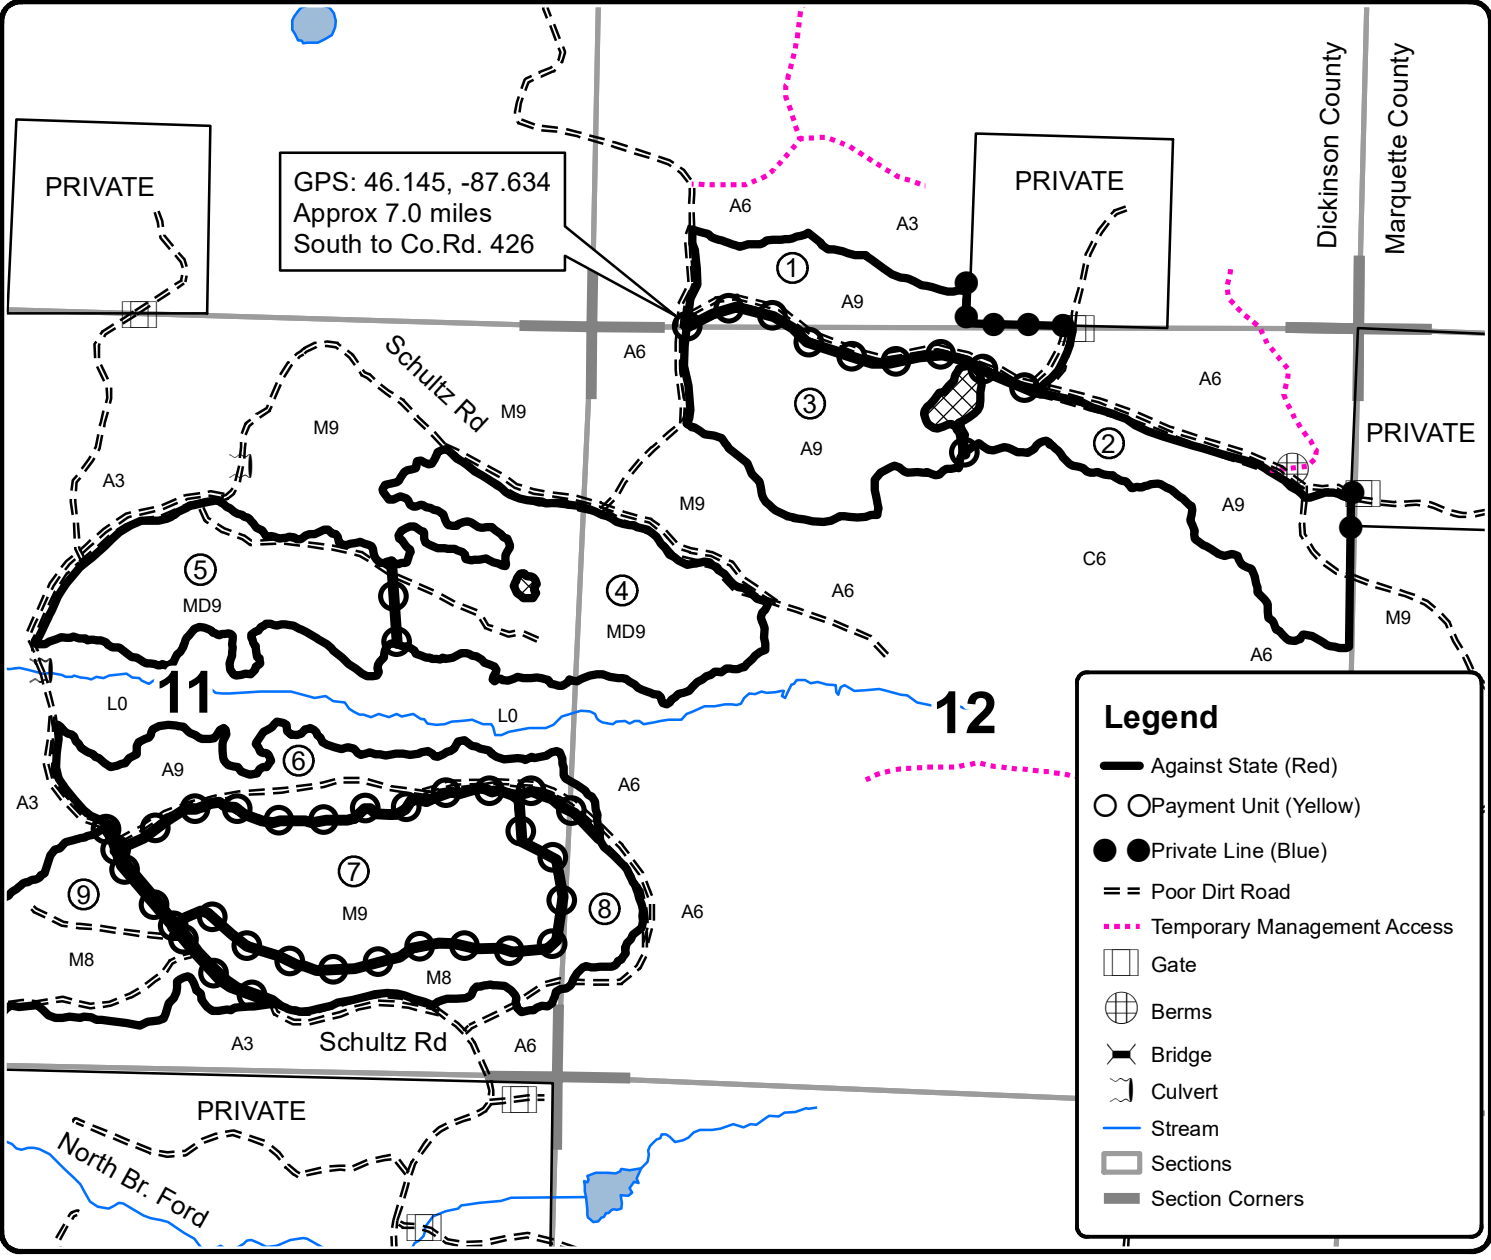 Dickinson County
Marquette County
PRIVATE
PRIVATE
GPS: 46.145, -87.634
Approx 7.0 miles
South to Co.Rd. 426
A6
A3
1
A9
A6
Schultz Rd
A6
3
M9
M9
2
PRIVATE
A9
A3
M9
A9
C6
5
4
A6
MD9
M9
MD9
A6
11
L0
L0
12
6
A9
A6
A3
7
9
8
M9
A6
M8
M8
A3
Schultz Rd
A6
PRIVATE
North Br. Ford
Legend
Against State (Red)
Payment Unit (Yellow)
Private Line (Blue)
Poor Dirt Road
Temporary Management Access
Gate
Berms
Bridge
Culvert
Stream
Sections
Section Corners